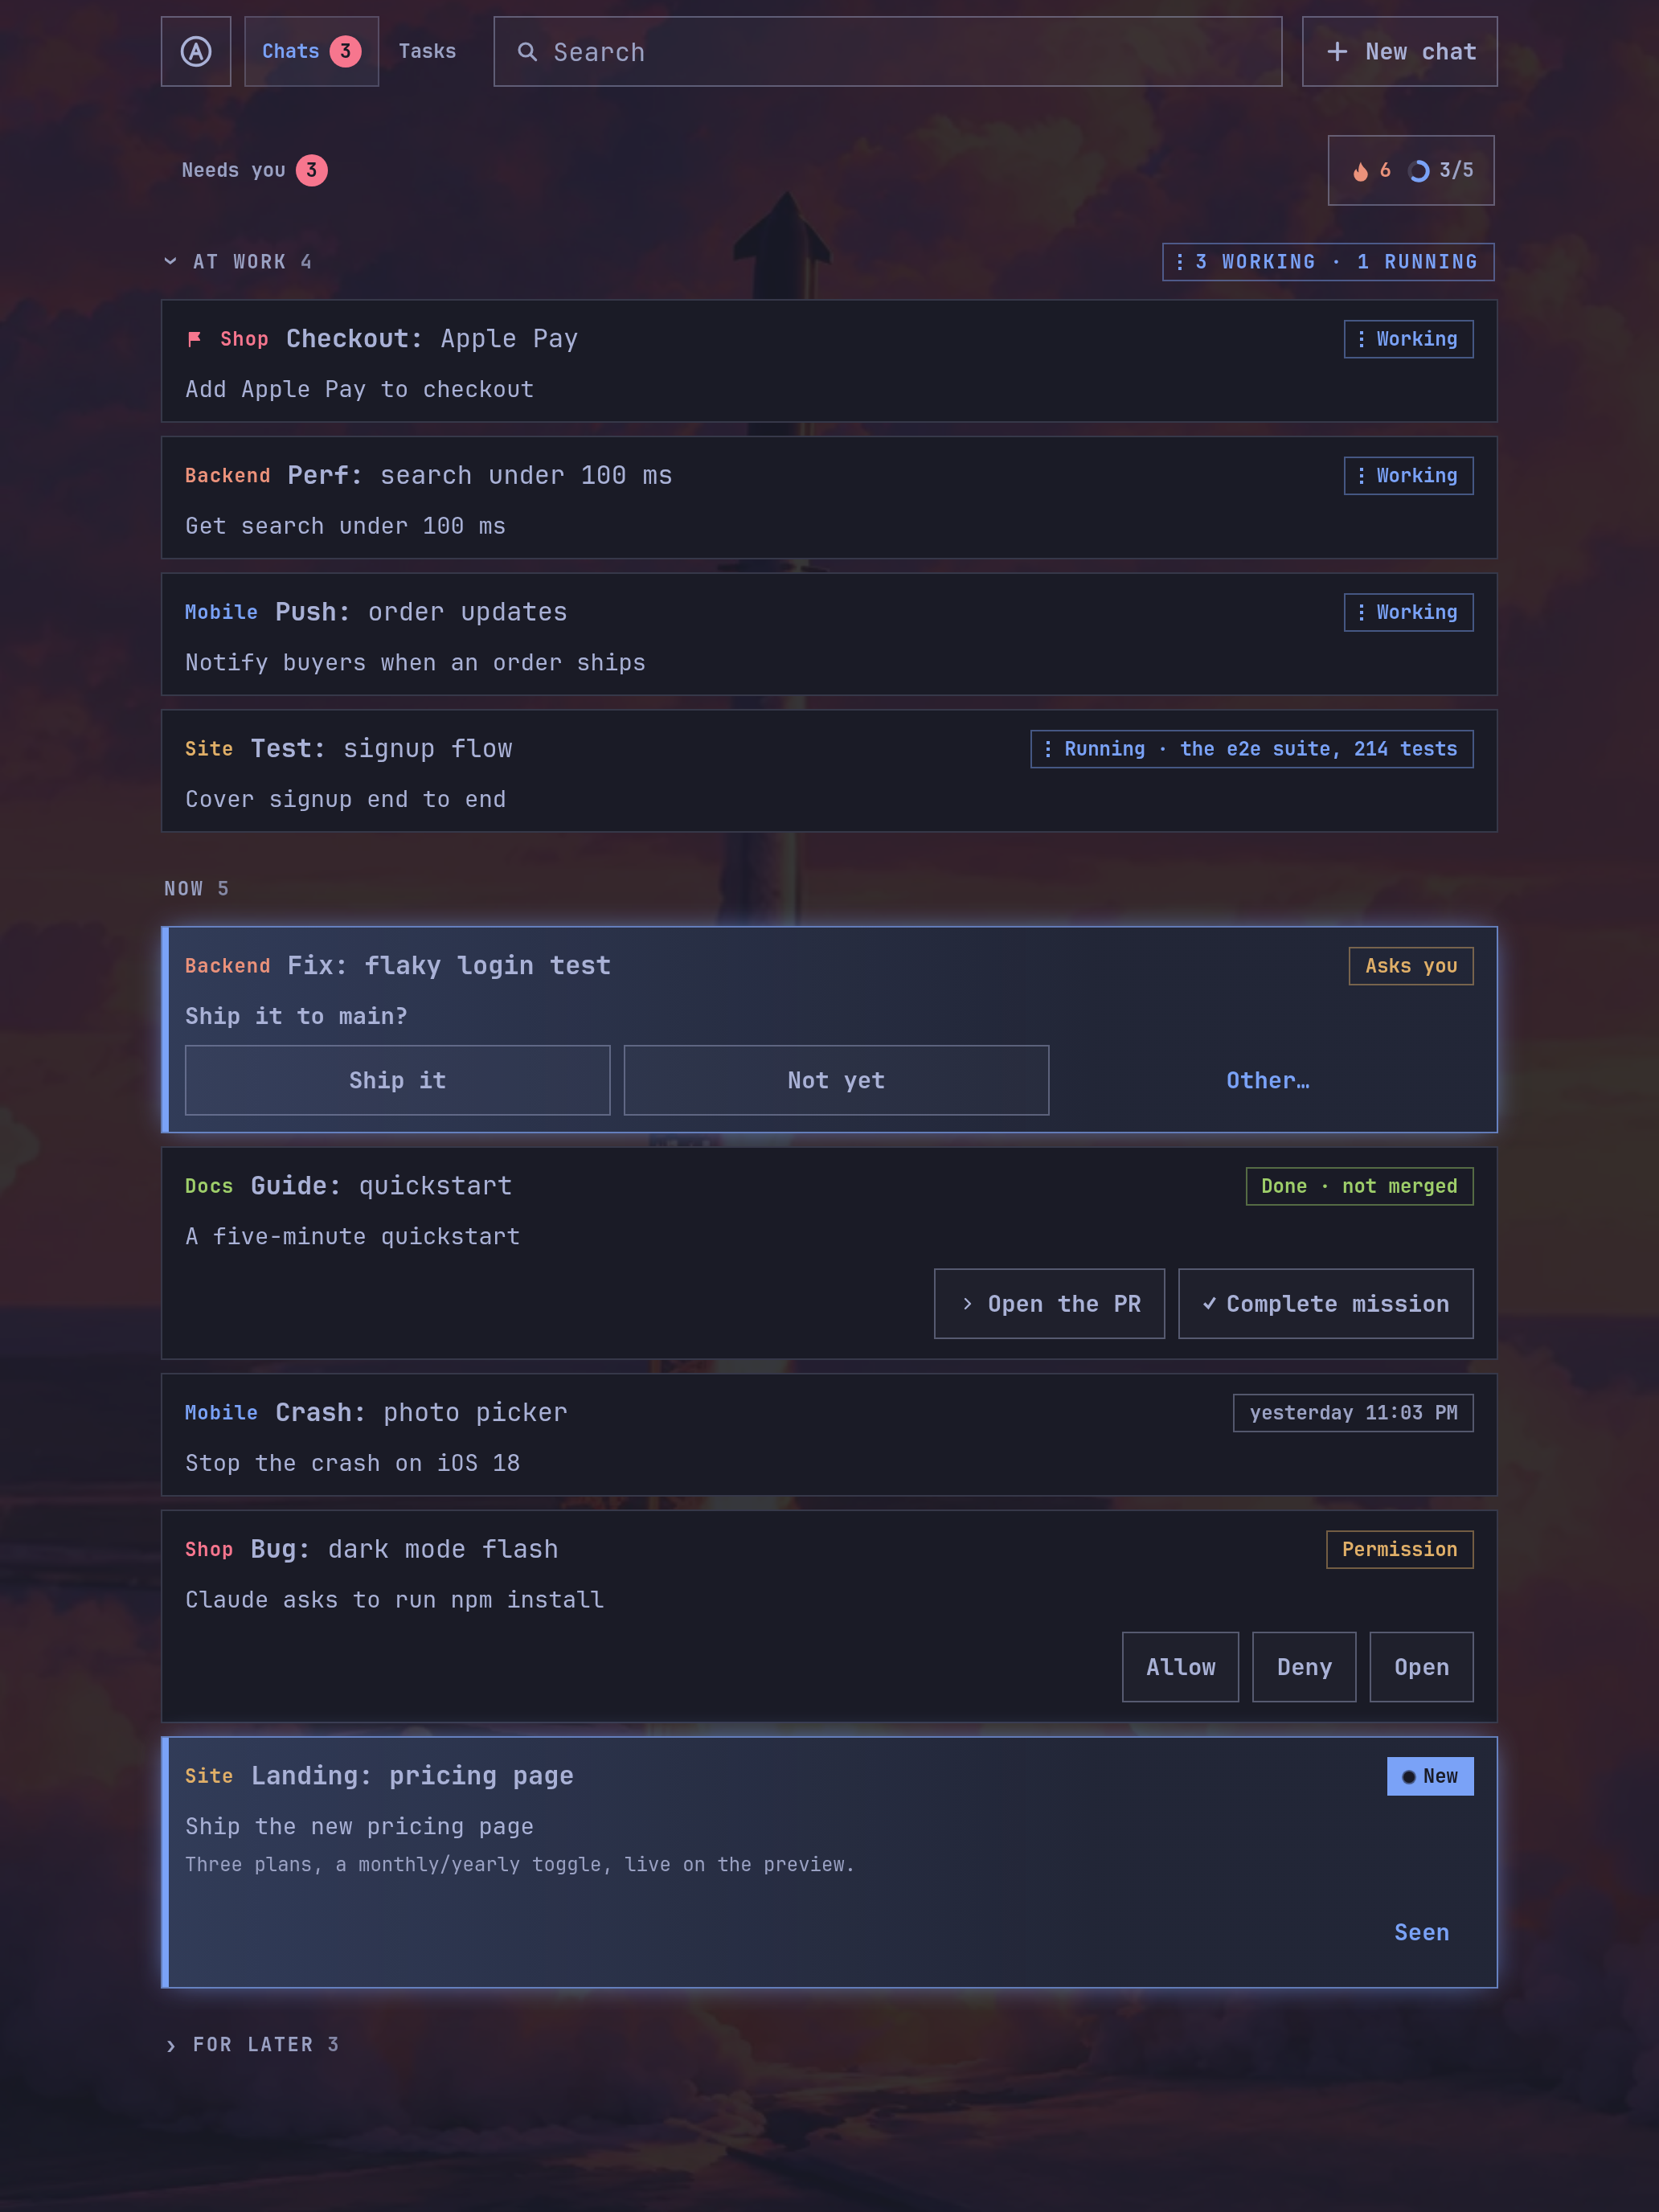 A Chats 3 Tasks Search New chat
Needs you 3 6 3/5
AT WORK 4 3 WORKING · 1 RUNNING
Shop Checkout: Apple Pay Working
Add Apple Pay to checkout
Backend Perf: search under 100 ms Working
Get search under 100 ms
Mobile Push: order updates Working
Notify buyers when an order ships
Site Test: signup flow Running · the e2e suite, 214 tests
Cover signup end to end
NOW 5
Backend Fix: flaky login test Asks you
Ship it to main?
Ship it Not yet Other…
Docs Guide: quickstart Done · not merged
A five-minute quickstart
Open the PR Complete mission
Mobile Crash: photo picker yesterday 11:03 PM
Stop the crash on iOS 18
Shop Bug: dark mode flash Permission
Claude asks to run npm install
Allow Deny Open
Site Landing: pricing page New
Ship the new pricing page
Three plans, a monthly/yearly toggle, live on the preview.
Seen
FOR LATER 3